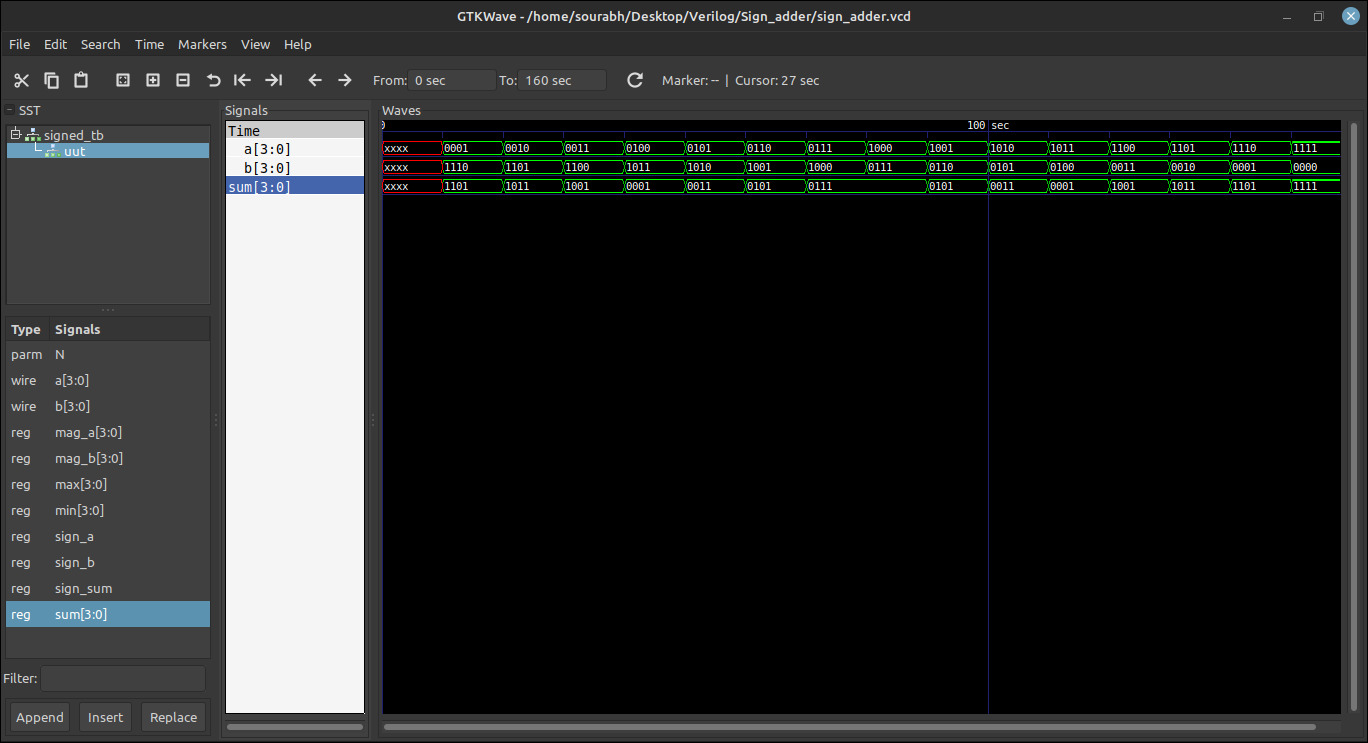 GTKWave - /home/sourabh/Desktop/Verilog/Sign_adder/sign_adder.vcd
File Edit Search Time Markers View Help
From: 0 sec To: 160 sec Marker: -- | Cursor: 27 sec
SST
signed_tb
uut
Type Signals
parm N
wire a[3:0]
wire b[3:0]
reg mag_a[3:0]
reg mag_b[3:0]
reg max[3:0]
reg min[3:0]
reg sign_a
reg sign_b
reg sign_sum
reg sum[3:0]
Filter:
Append Insert Replace
Signals
Time
a[3:0]
b[3:0]
sum[3:0]
Waves
0 100 sec
xxxx 0001 0010 0011 0100 0101 0110 0111 1000 1001 1010 1011 1100 1101 1110 1111
xxxx 1110 1101 1100 1011 1010 1001 1000 0111 0110 0101 0100 0011 0010 0001 0000
xxxx 1101 1011 1001 0001 0011 0101 0111 0101 0011 0001 1001 1011 1101 1111